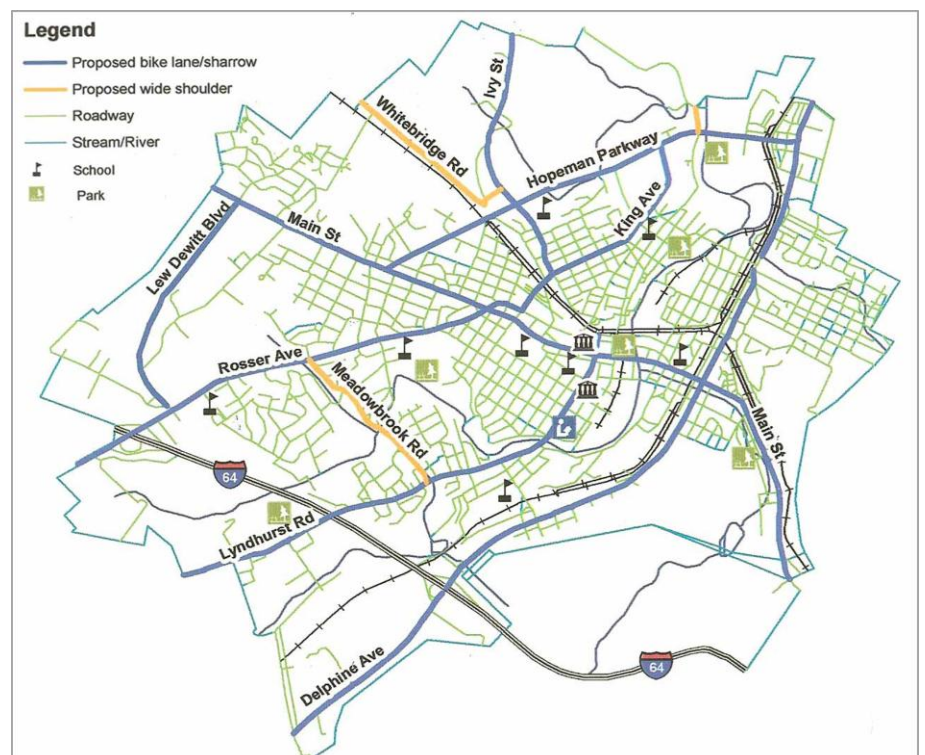 Legend
Proposed bike lane/sharrow
Proposed wide shoulder
Roadway
Stream/River
School
Park
Ivy St
Whitebridge Rd
Hopeman Parkway
King Ave
Main St
Lew Dewitt Blvd
Rosser Ave
Meadowbrook Rd
Main St
64
Lyndhurst Rd
64
Delphine Ave